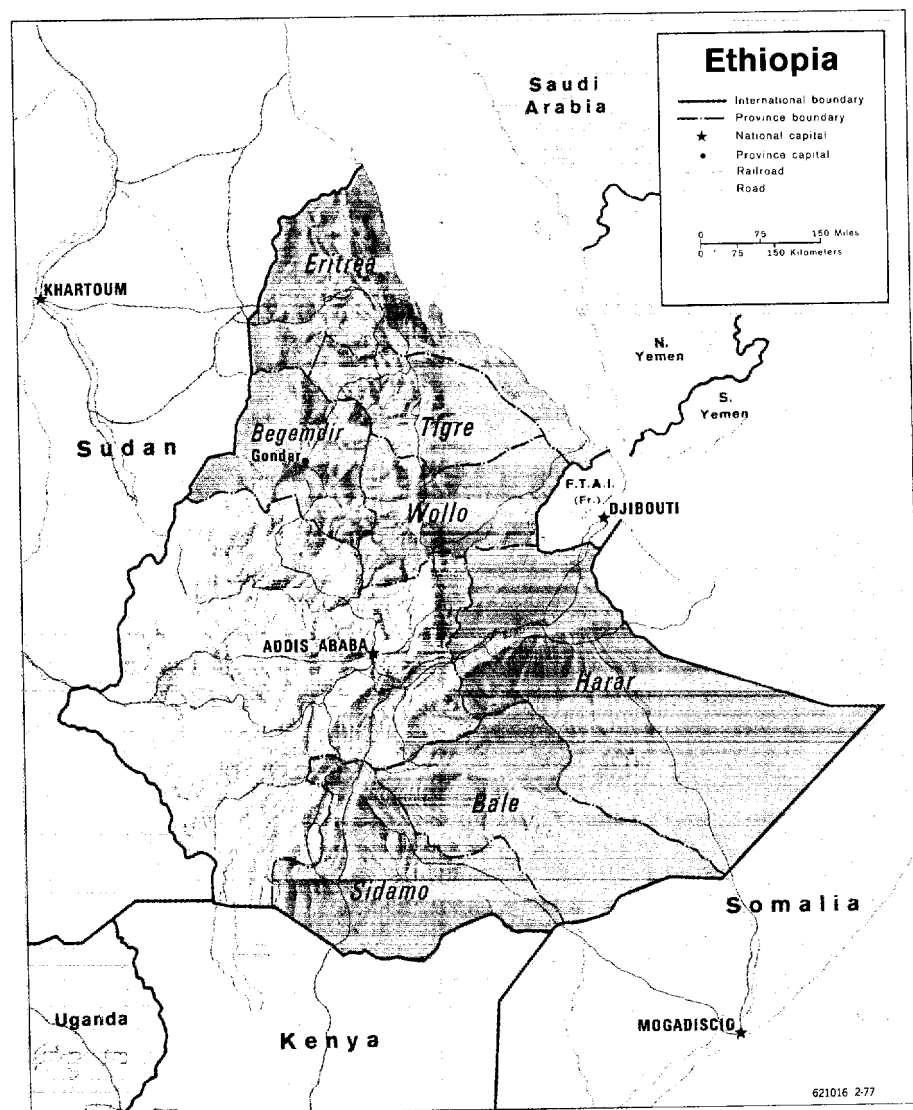 Ethiopia
International boundary
Province boundary
National capital
Province capital
Railroad
Road
0 75 150 Miles
0 75 150 Kilometers
Saudi
Arabia
Eritrea
KHARTOUM
N.
Yemen
S.
Yemen
Sudan
Begemdir
Gondar
Tigre
F.T.A.I.
(Fr.)
DJIBOUTI
Wollo
ADDIS ABABA
Harar
Bale
Sidamo
Somalia
Uganda
Kenya
MOGADISCIO
621016 2-77